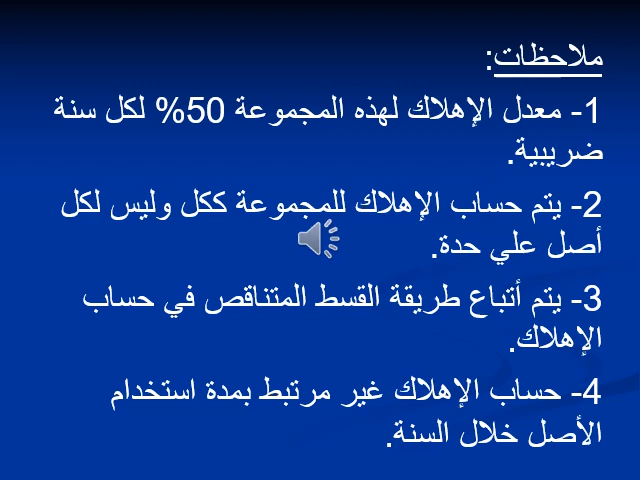 ملاحظات:
1- معدل الإهلاك لهذه المجموعة 50% لكل سنة
ضريبية.
2- يتم حساب الإهلاك للمجموعة ككل وليس لكل
أصل علي حدة.
3- يتم أتباع طريقة القسط المتناقص في حساب
الإهلاك.
4- حساب الإهلاك غير مرتبط بمدة استخدام
الأصل خلال السنة.